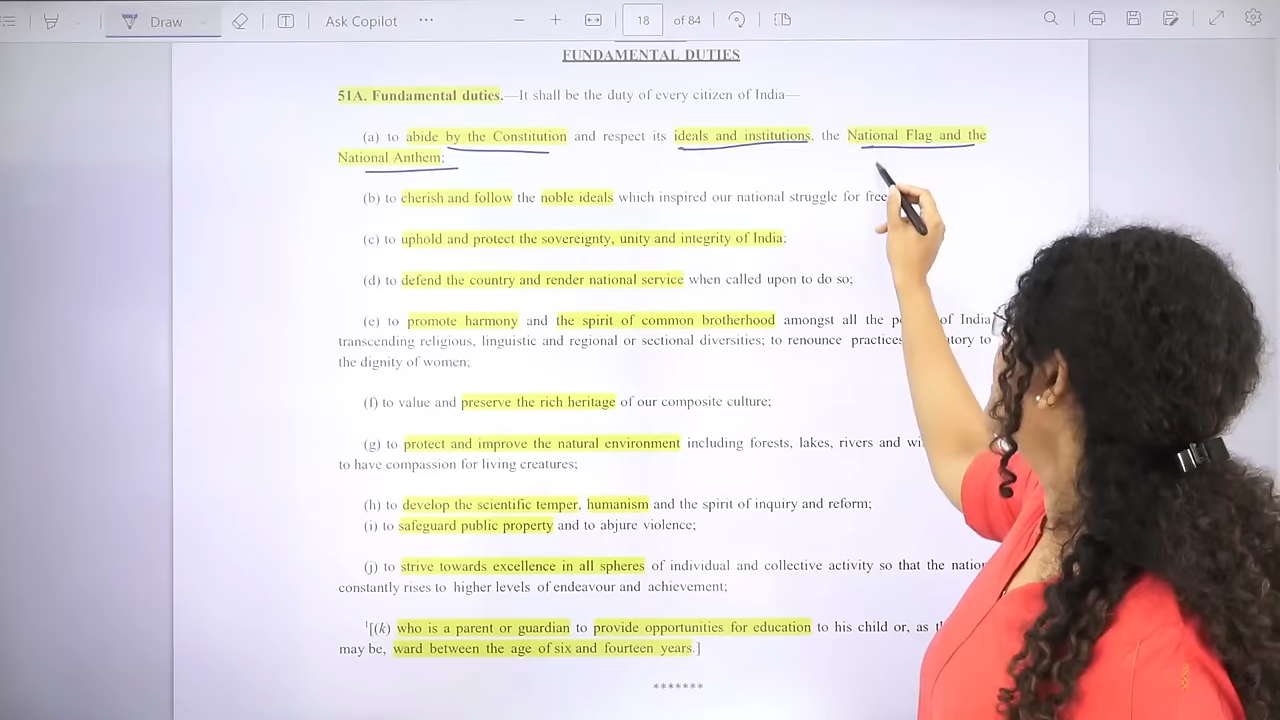 Draw
Ask Copilot
18 of 84
FUNDAMENTAL DUTIES
51A. Fundamental duties.—It shall be the duty of every citizen of India—
(a) to abide by the Constitution and respect its ideals and institutions, the National Flag and the
National Anthem;
(b) to cherish and follow the noble ideals which inspired our national struggle for
(c) to uphold and protect the sovereignty, unity and integrity of India;
(d) to defend the country and render national service when called upon to do so;
(e) to promote harmony and the spirit of common brotherhood amongst all the of India
transcending religious, linguistic and regional or sectional diversities; to renounce practices to
the dignity of women;
(f) to value and preserve the rich heritage of our composite culture;
(g) to protect and improve the natural environment including forests, lakes, rivers and
to have compassion for living creatures;
(h) to develop the scientific temper, humanism and the spirit of inquiry and reform;
(i) to safeguard public property and to abjure violence;
(j) to strive towards excellence in all spheres of individual and collective activity so that the nation
constantly rises to higher levels of endeavour and achievement;
1[(k) who is a parent or guardian to provide opportunities for education to his child or, as
may be, ward between the age of six and fourteen years.]
*******